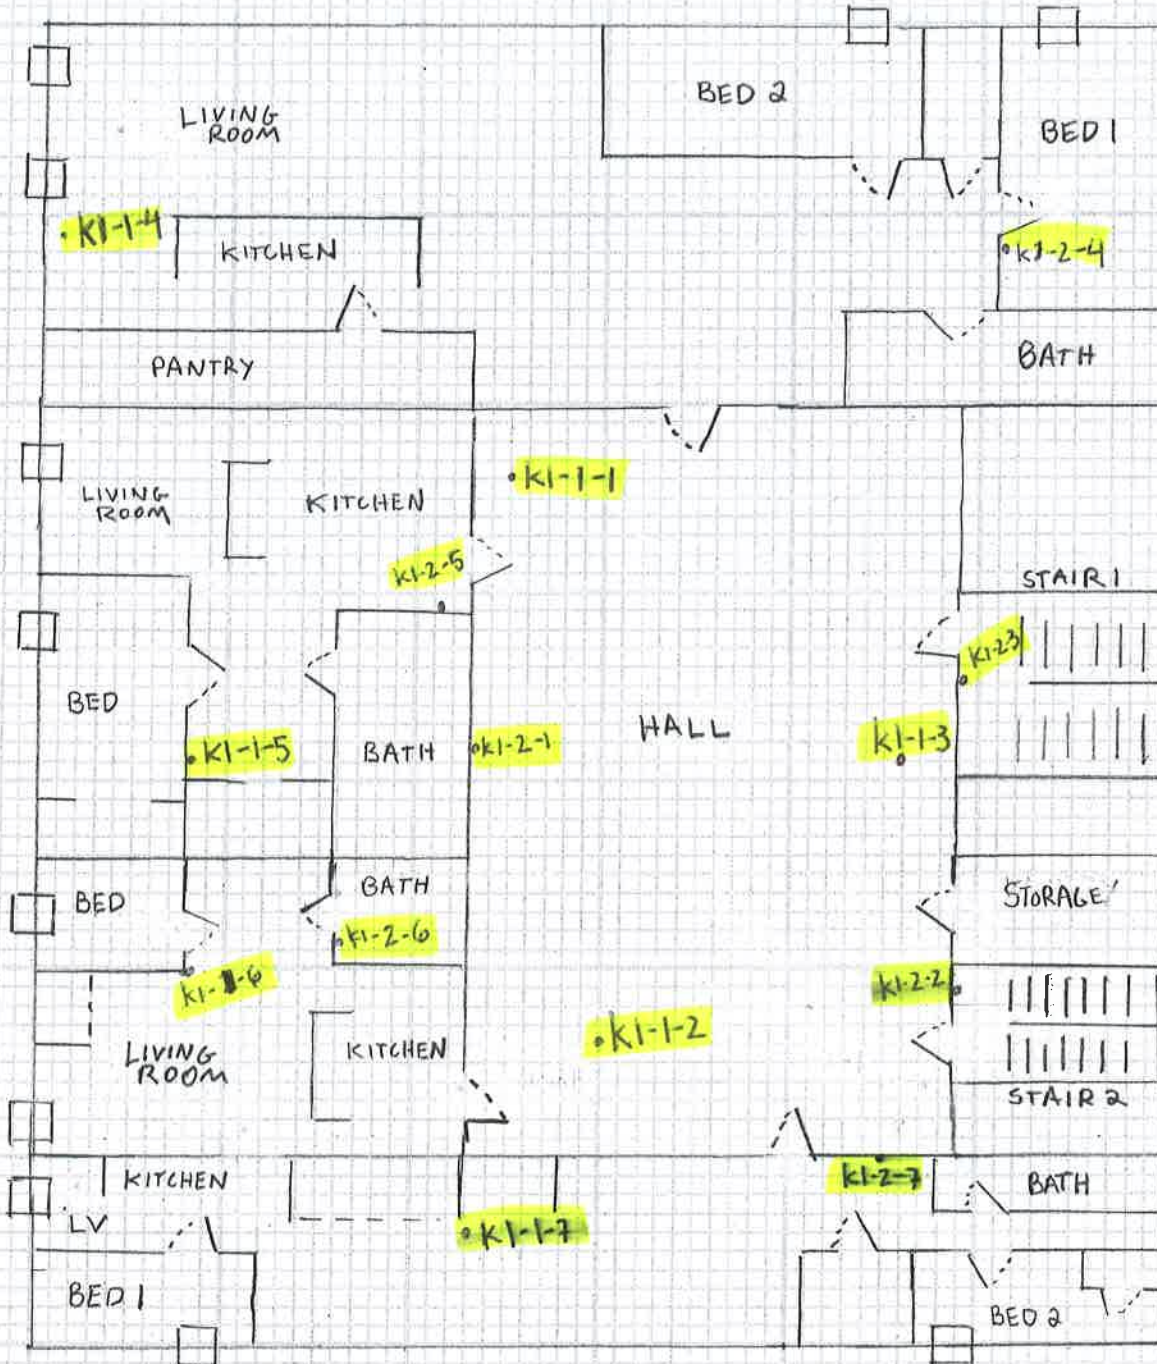 BED 2
LIVING
ROOM
BED 1
K1-1-4
KITCHEN
K1-2-4
PANTRY
BATH
K1-1-1
LIVING
ROOM
KITCHEN
K1-2-5
STAIR 1
K1-2-3
BED
HALL
K1-1-3
K1-1-5
BATH
K1-2-1
BED
BATH
STORAGE
K1-2-6
K1-1-6
K1-2-2
K1-1-2
LIVING
ROOM
KITCHEN
STAIR 2
KITCHEN
K1-2-7
BATH
LV
K1-1-7
BED 1
BED 2